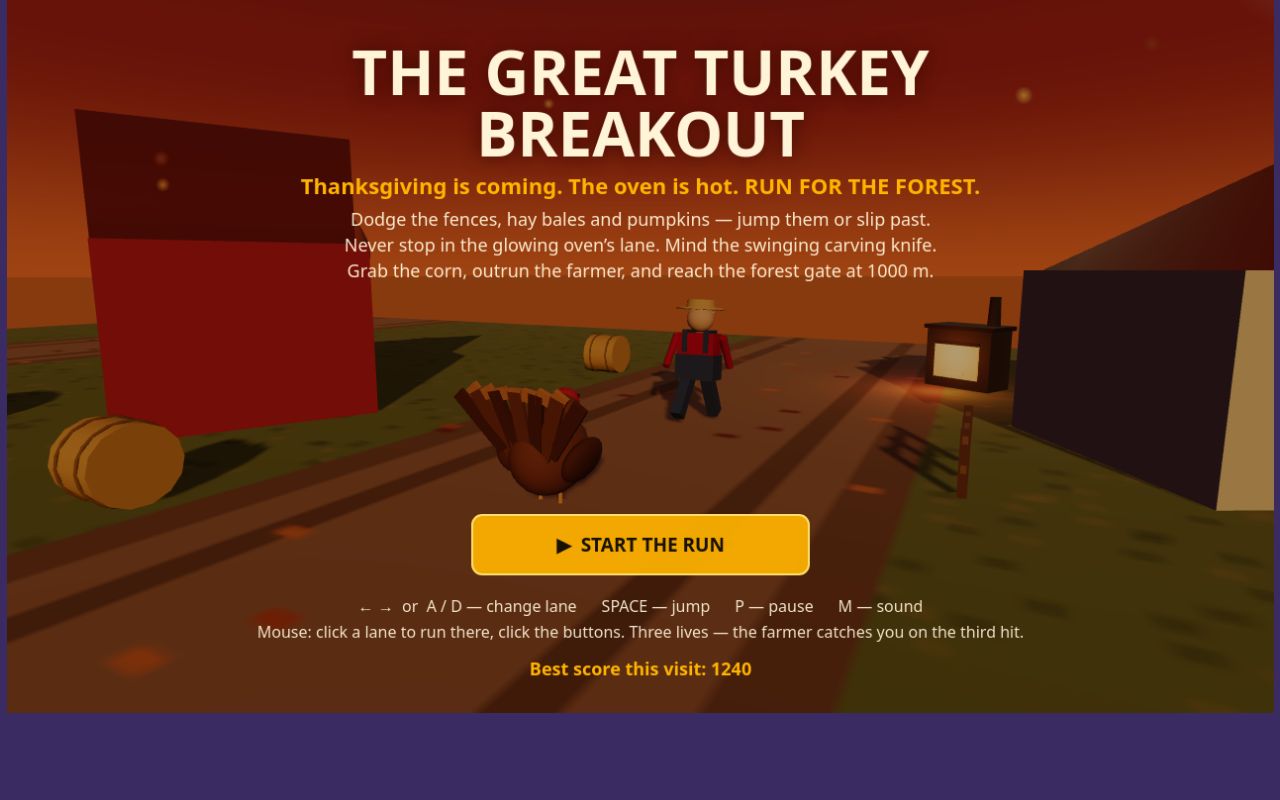 THE GREAT TURKEY
BREAKOUT
Thanksgiving is coming. The oven is hot. RUN FOR THE FOREST.
Dodge the fences, hay bales and pumpkins — jump them or slip past.
Never stop in the glowing oven’s lane. Mind the swinging carving knife.
Grab the corn, outrun the farmer, and reach the forest gate at 1000 m.
▶ START THE RUN
← → or A / D — change lane SPACE — jump P — pause M — sound
Mouse: click a lane to run there, click the buttons. Three lives — the farmer catches you on the third hit.
Best score this visit: 1240